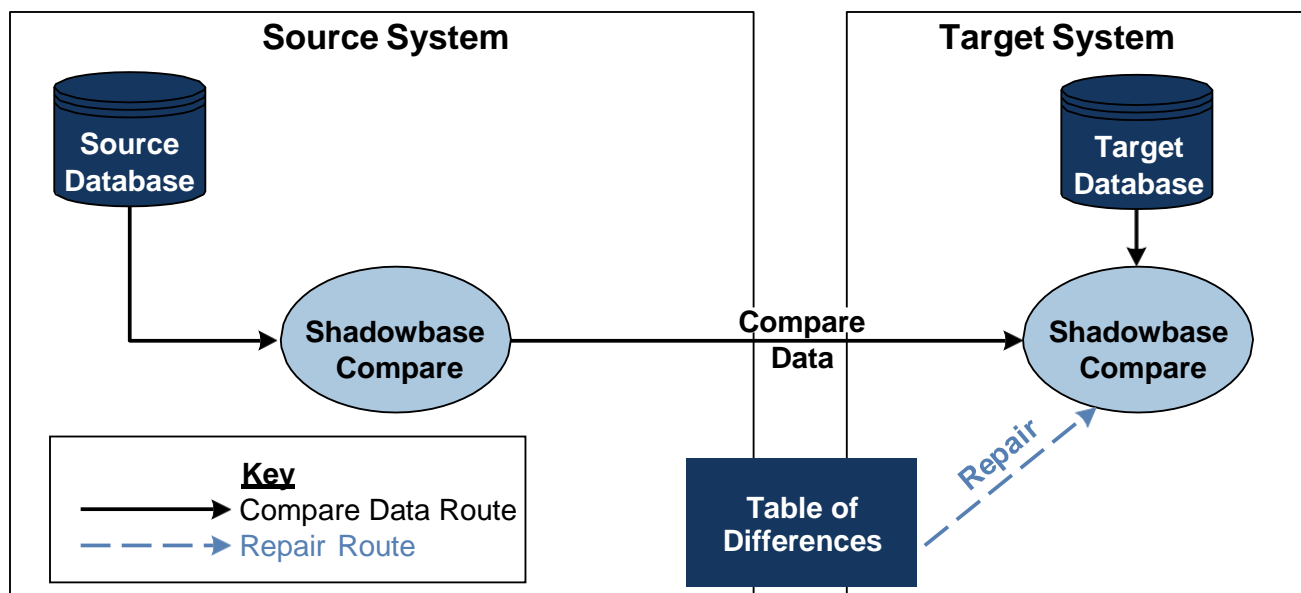 Source System
Target System
Source
Database
Target
Database
Shadowbase
Compare
Compare
Data
Shadowbase
Compare
Repair
Key
Compare Data Route
Repair Route
Table of
Differences